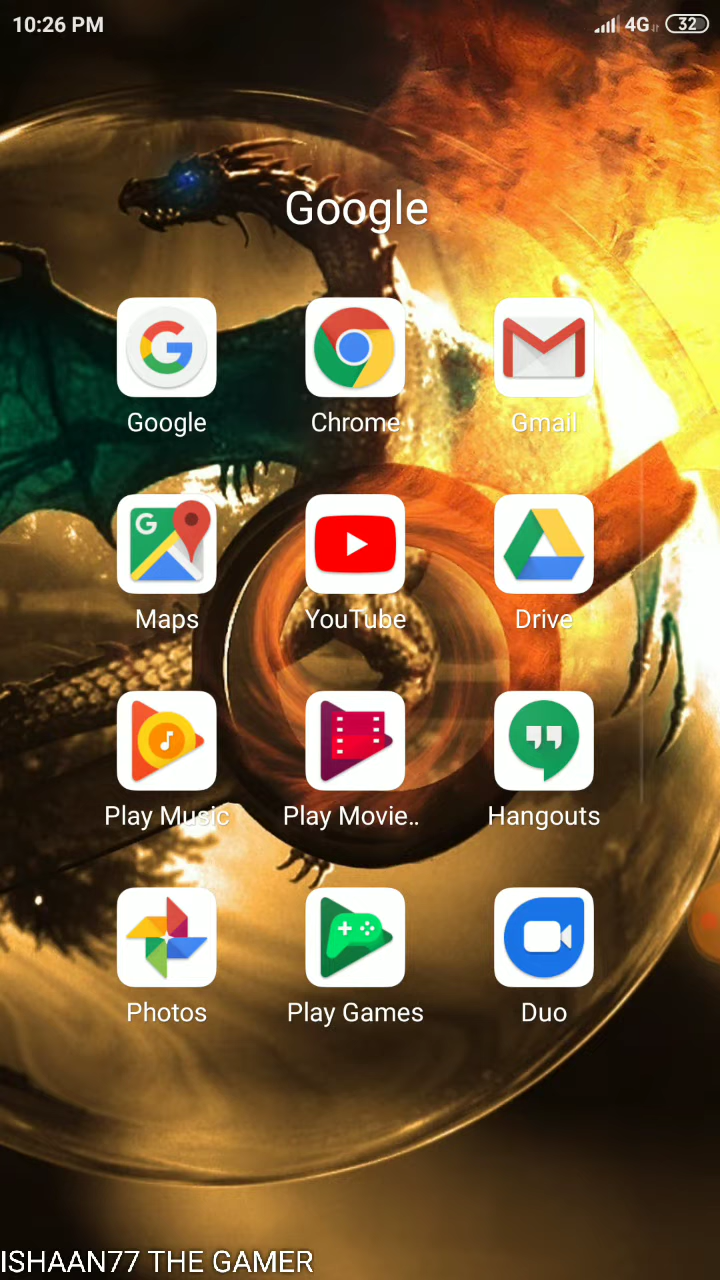 10:26 PM 4G 32
Google
Google Chrome Gmail
G
Maps YouTube Drive
Play Music Play Movie.. Hangouts
Photos Play Games Duo
ISHAAN77 THE GAMER